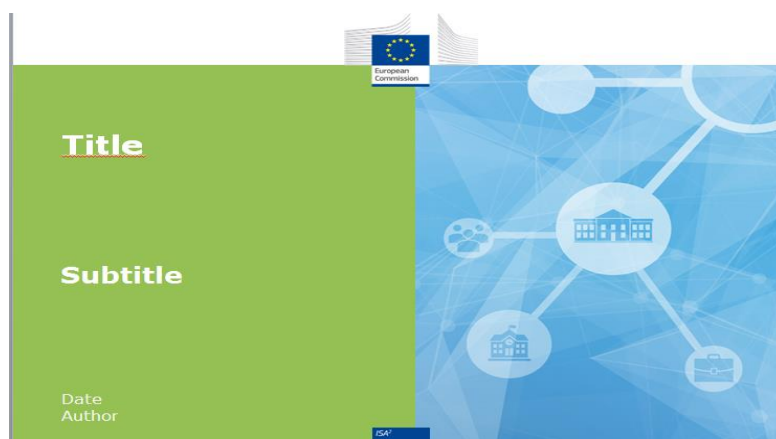 European
Commission
Title
Subtitle
Date
Author
ISA²